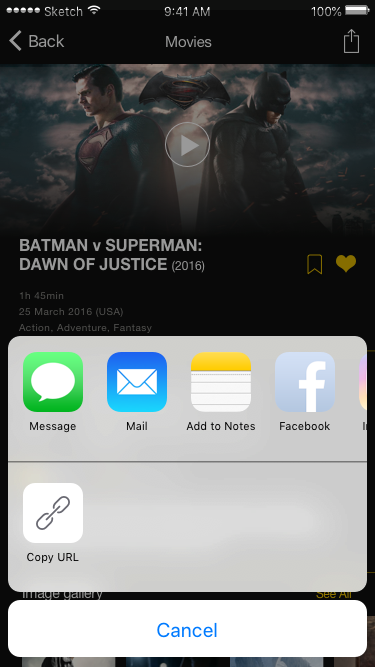 Sketch 9:41 AM 100%
Back Movies
BATMAN v SUPERMAN:
DAWN OF JUSTICE (2016)
1h 45min
25 March 2016 (USA)
Action, Adventure, Fantasy
Message Mail Add to Notes Facebook
Copy URL
Image gallery See All
Cancel